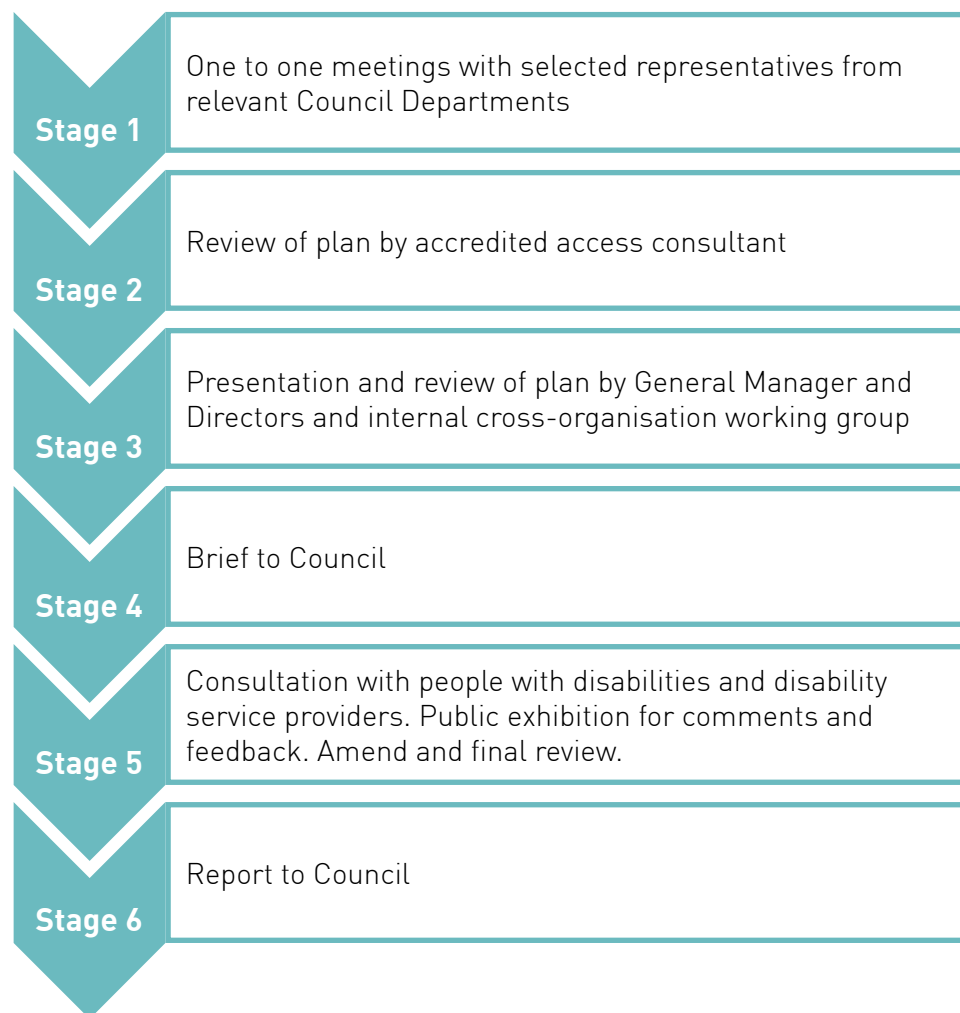 One to one meetings with selected representatives from
relevant Council Departments
Stage 1
Review of plan by accredited access consultant
Stage 2
Presentation and review of plan by General Manager and
Directors and internal cross-organisation working group
Stage 3
Brief to Council
Stage 4
Consultation with people with disabilities and disability
service providers. Public exhibition for comments and
feedback. Amend and final review.
Stage 5
Report to Council
Stage 6